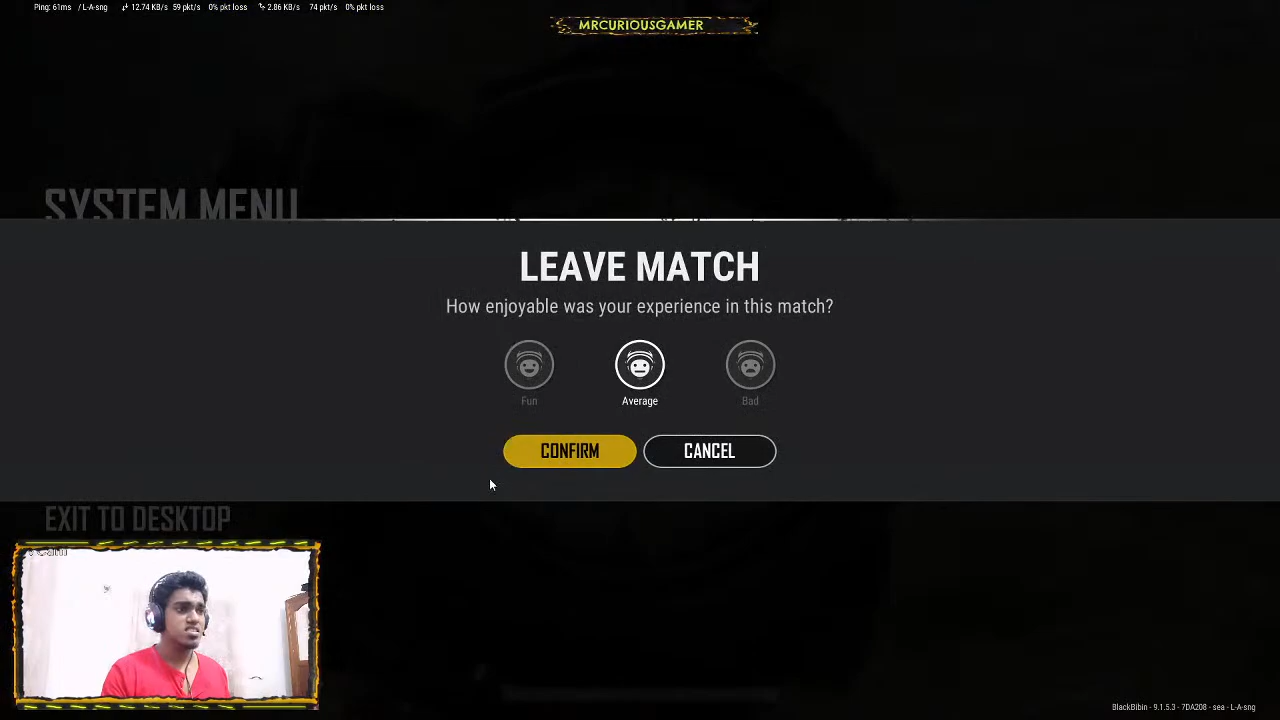 Ping: 61ms / L-A-sng 12.74 KB/s 59 pkt/s 0% pkt loss 2.86 KB/s 74 pkt/s 0% pkt loss
MRCURIOUSGAMER
SYSTEM MENU
LEAVE MATCH
How enjoyable was your experience in this match?
Fun Average Bad
CONFIRM CANCEL
EXIT TO DESKTOP
BlackBibin - 9.1.5.3 - 7DA208 - sea - L-A-sng